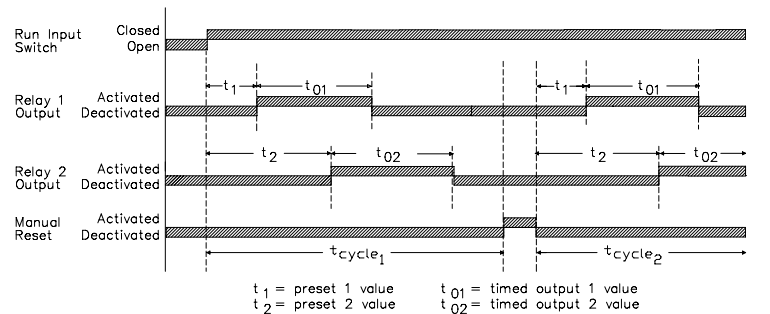 Run Input Switch
Closed
Open
t1
t01
t1
t01
Relay 1 Output
Activated
Deactivated
t2
t02
t2
t02
Relay 2 Output
Activated
Deactivated
Manual Reset
Activated
Deactivated
tcycle1
tcycle2
t1 = preset 1 value
t01 = timed output 1 value
t2 = preset 2 value
t02 = timed output 2 value